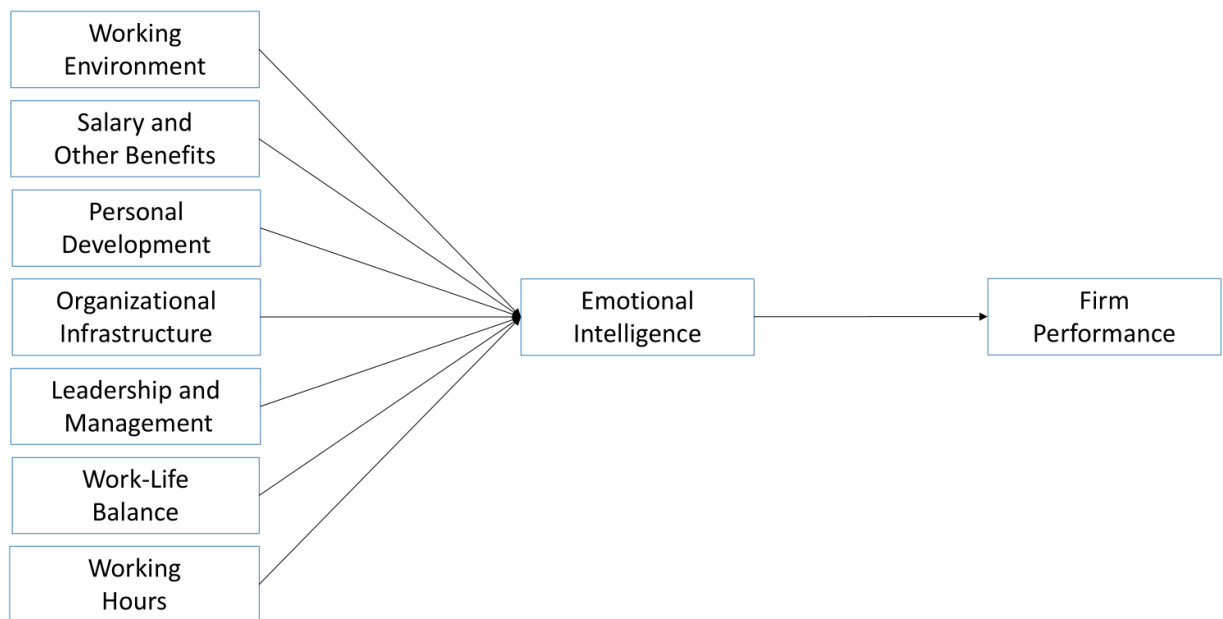 Working
Environment
Salary and
Other Benefits
Personal
Development
Organizational
Infrastructure
Leadership and
Management
Work-Life
Balance
Working
Hours
Emotional
Intelligence
Firm
Performance